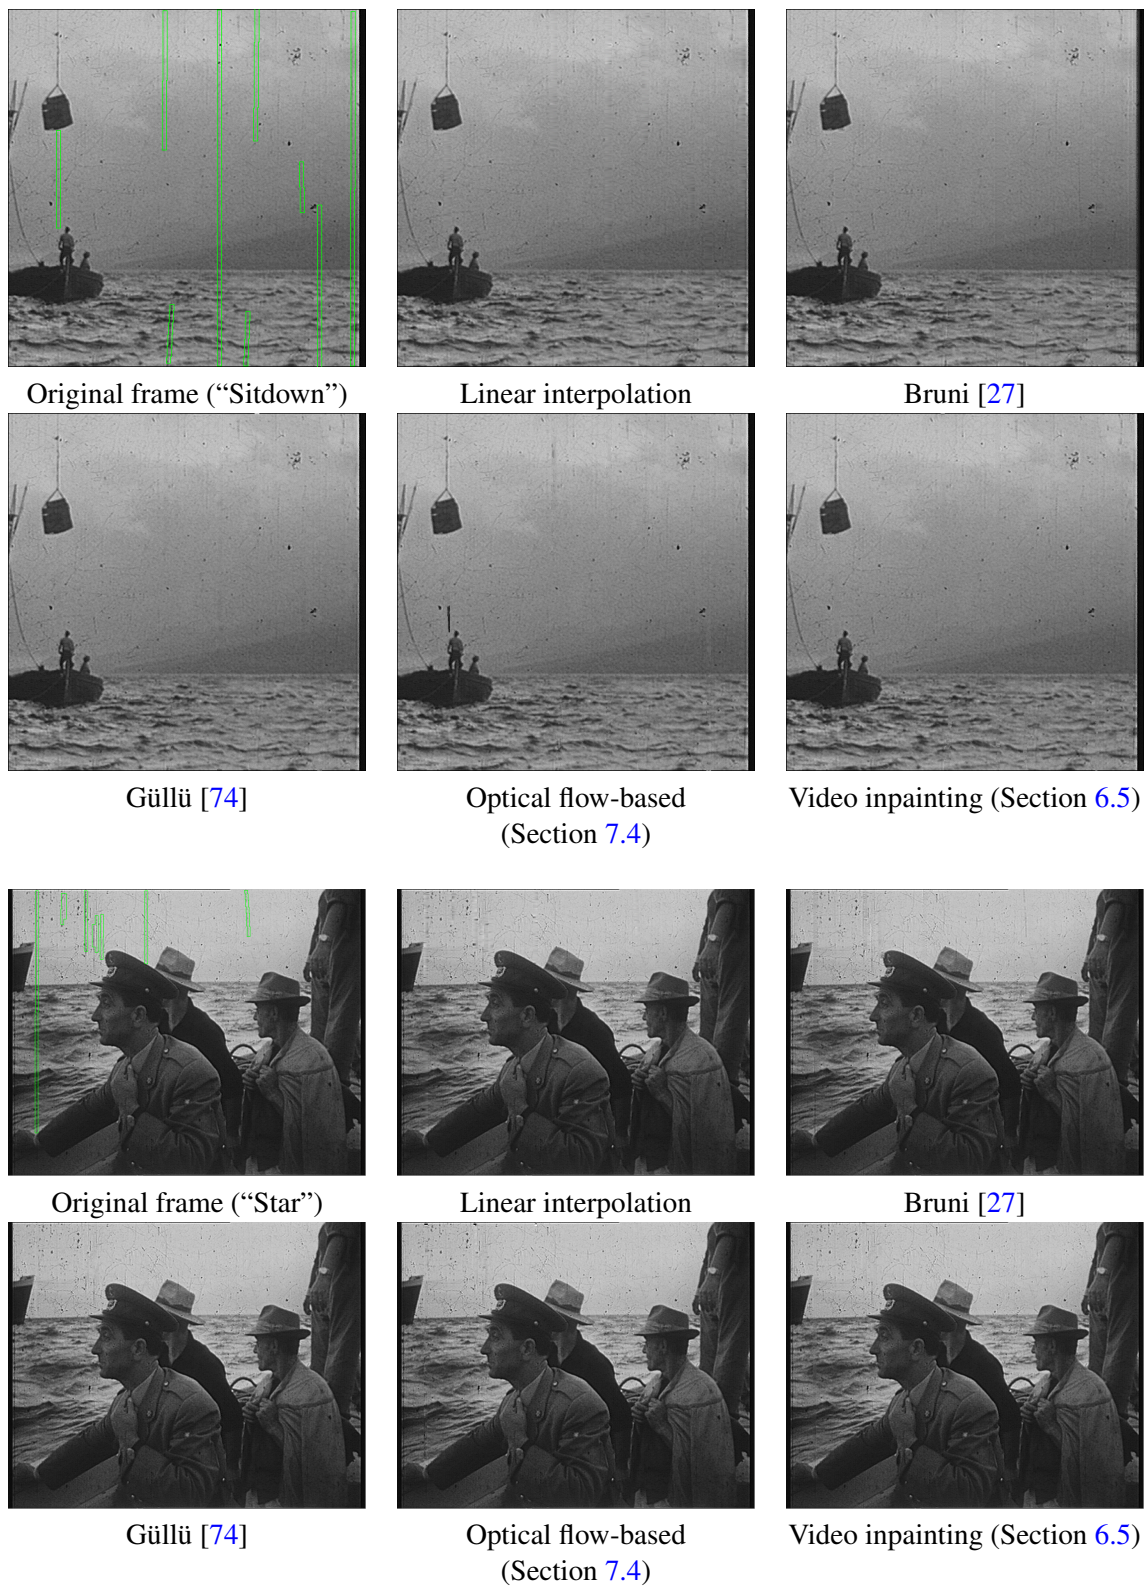 Original frame (“Sitdown”)
Linear interpolation
Bruni [27]
Güllü [74]
Optical flow-based
(Section 7.4)
Video inpainting (Section 6.5)
Original frame (“Star”)
Linear interpolation
Bruni [27]
Güllü [74]
Optical flow-based
(Section 7.4)
Video inpainting (Section 6.5)